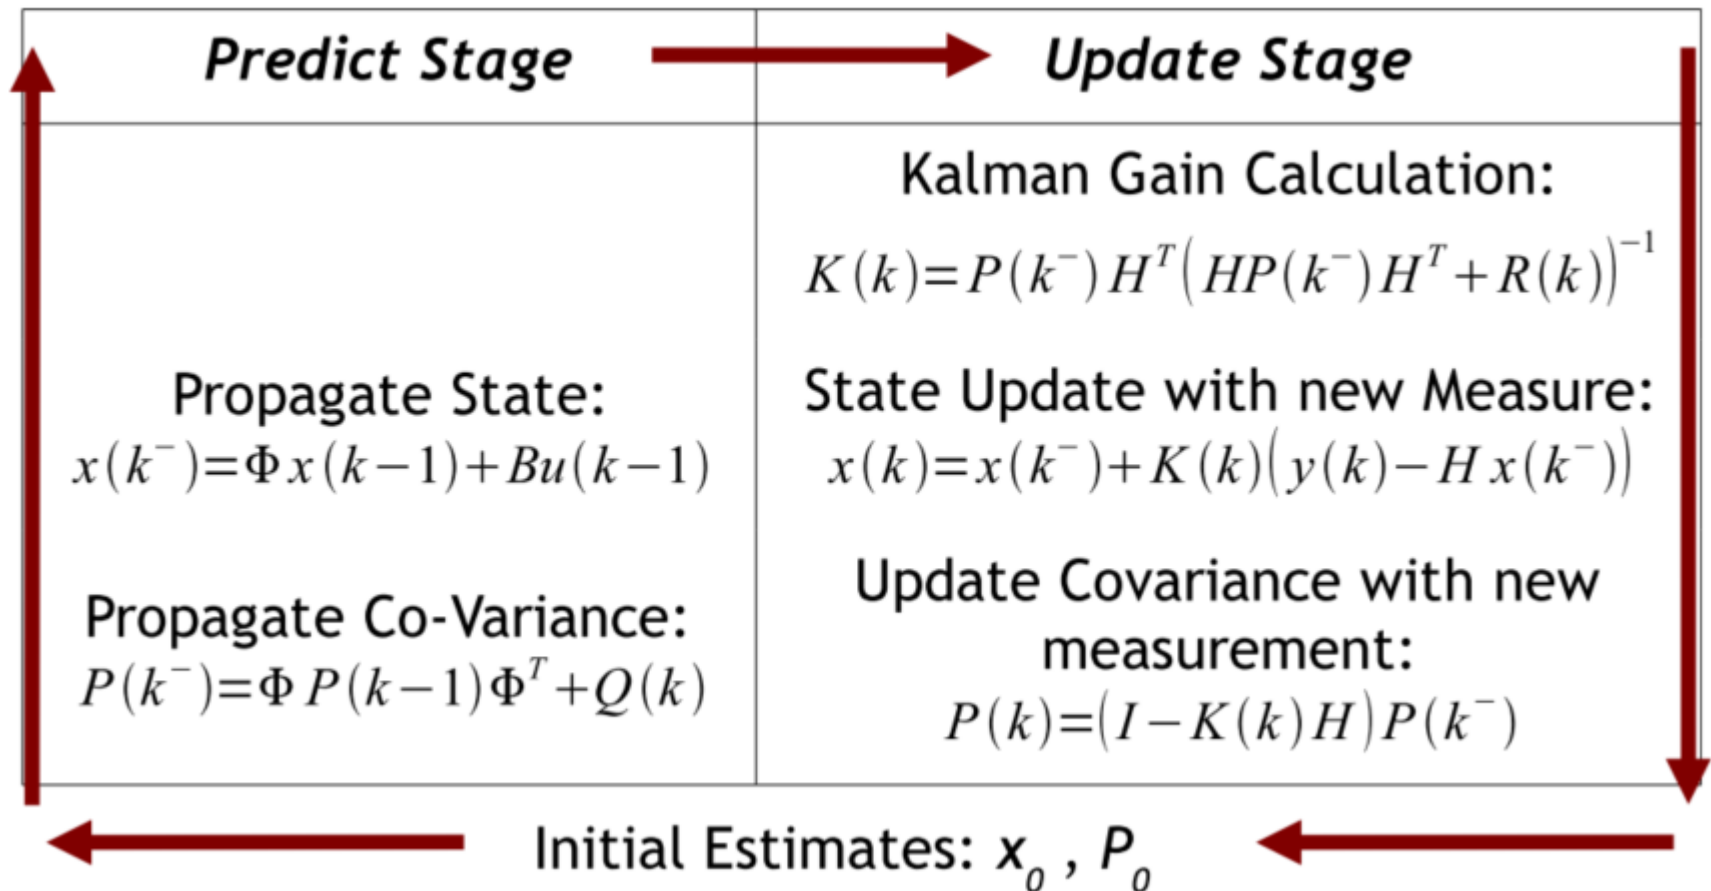 Predict Stage
Update Stage
Propagate State:
x(k⁻)=Φx(k−1)+Bu(k−1)
Propagate Co-Variance:
P(k⁻)=ΦP(k−1)Φᵀ+Q(k)
Kalman Gain Calculation:
K(k)=P(k⁻)Hᵀ(HP(k⁻)Hᵀ+R(k))⁻¹
State Update with new Measure:
x(k)=x(k⁻)+K(k)(y(k)−Hx(k⁻))
Update Covariance with new
measurement:
P(k)=(I−K(k)H)P(k⁻)
Initial Estimates: x₀ , P₀